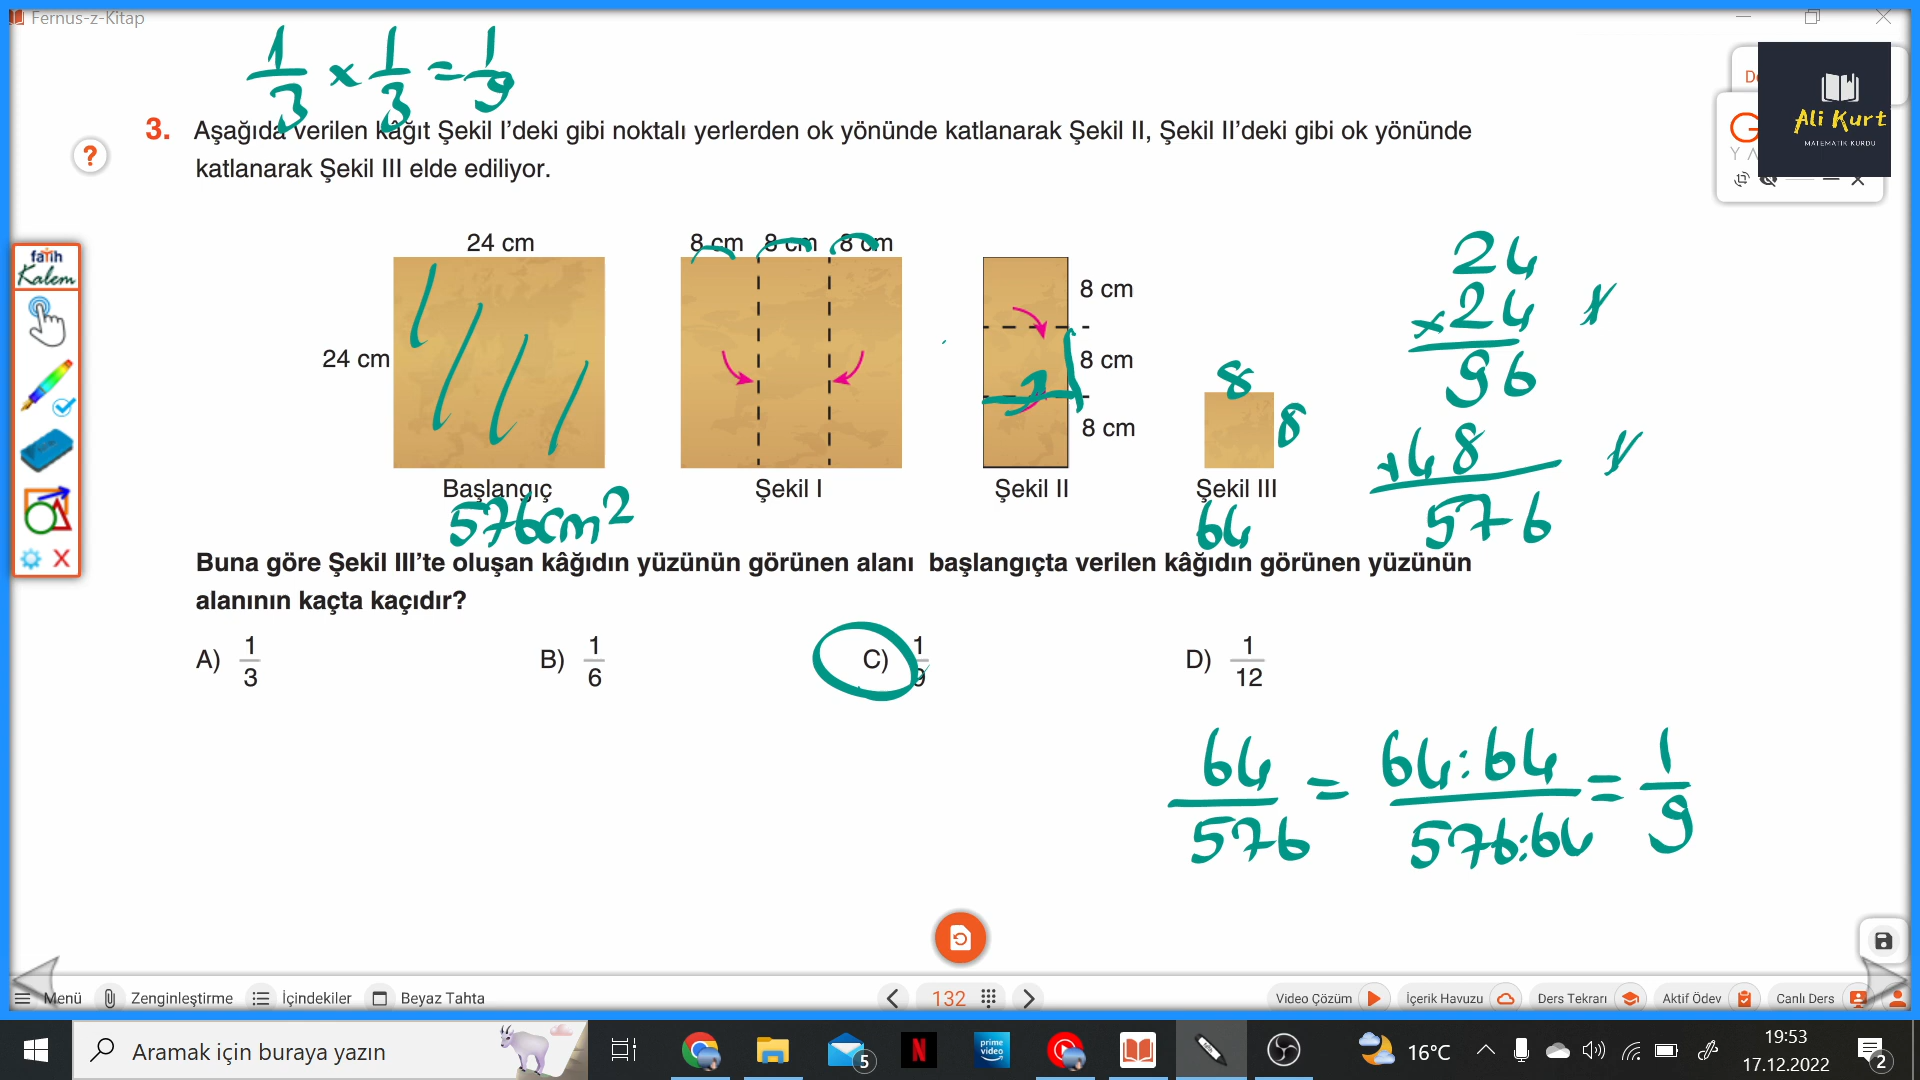 Fernus-z-Kitap
1/3 x 1/3 = 1/9
Ali Kurt
MATEMATİK KURDU
3. Aşağıda verilen kâğıt Şekil I’deki gibi noktalı yerlerden ok yönünde katlanarak Şekil II, Şekil II’deki gibi ok yönünde
katlanarak Şekil III elde ediliyor.
fatih
Kalem
24 cm
8 cm 8 cm 8 cm
24 cm
8 cm
8 cm
8 cm
8
8
24
x24
96
+48
576
Başlangıç
Şekil I
Şekil II
Şekil III
576cm²
64
Buna göre Şekil III’te oluşan kâğıdın yüzünün görünen alanı başlangıçta verilen kâğıdın görünen yüzünün
alanının kaçta kaçıdır?
A) 1/3 B) 1/6 C) 1/9 D) 1/12
64/576 = 64:64/576:64 = 1/9
Menü Zenginleştirme İçindekiler Beyaz Tahta 132 Video Çözüm İçerik Havuzu Ders Tekrarı Aktif Ödev Canlı Ders
Aramak için buraya yazın
5
N
prime video
16°C
19:53
17.12.2022
2